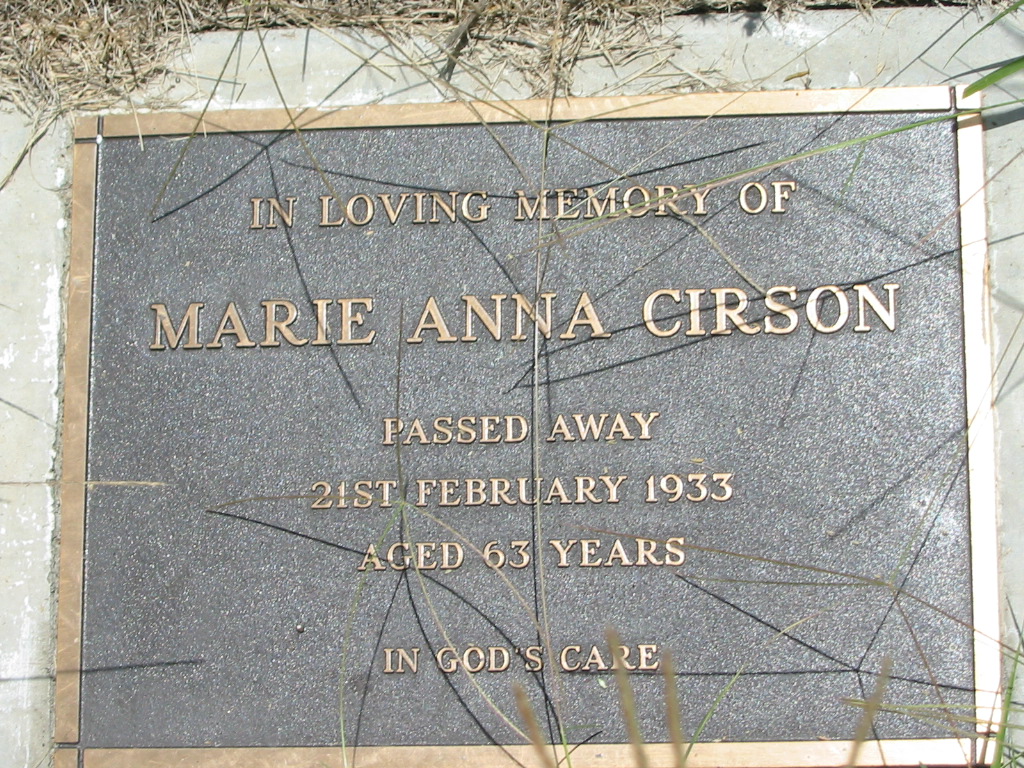 IN LOVING MEMORY OF
MARIE ANNA CIRSON
PASSED AWAY
21ST FEBRUARY 1933
AGED 63 YEARS
IN GOD'S CARE